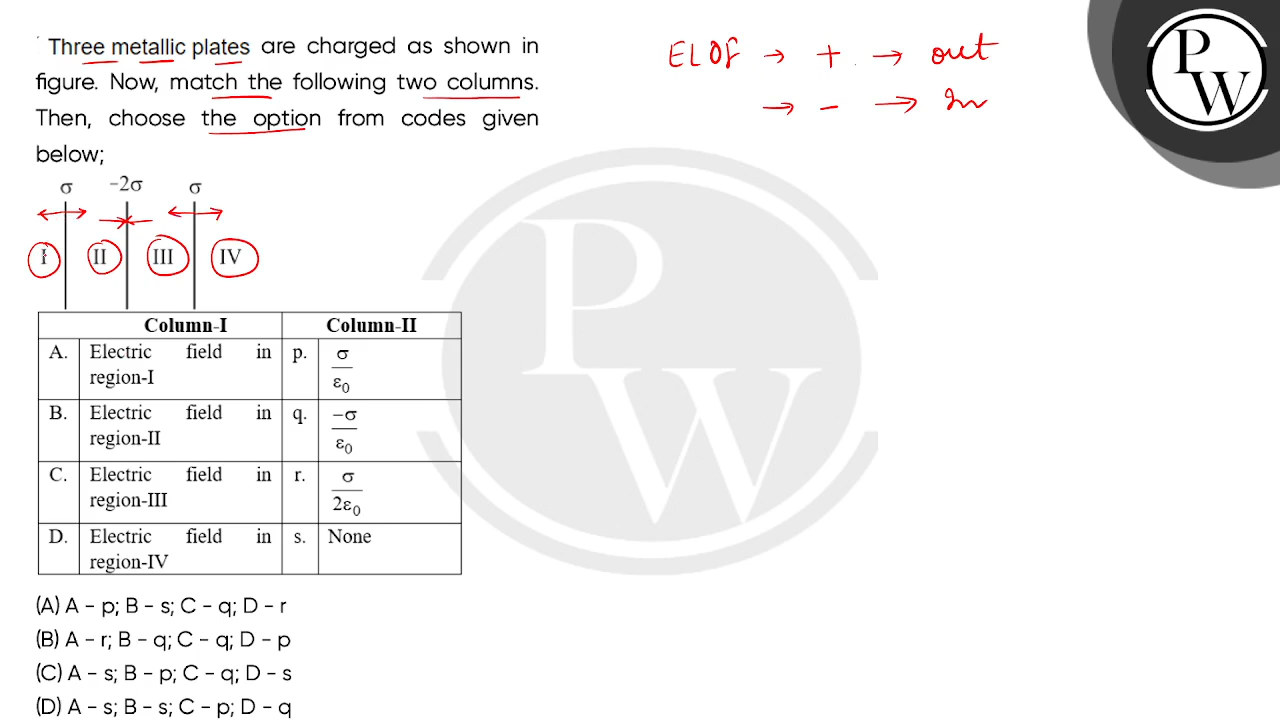 Three metallic plates are charged as shown in
figure. Now, match the following two columns.
Then, choose the option from codes given
below;
σ -2σ σ
I II III IV
Column-I Column-II
A. Electric field in region-I p. σ/ε₀
B. Electric field in region-II q. -σ/ε₀
C. Electric field in region-III r. σ/2ε₀
D. Electric field in region-IV s. None
(A) A - p; B - s; C - q; D - r
(B) A - r; B - q; C - q; D - p
(C) A - s; B - p; C - q; D - s
(D) A - s; B - s; C - p; D - q
ELOF → + → out
→ - → In
PW
PW